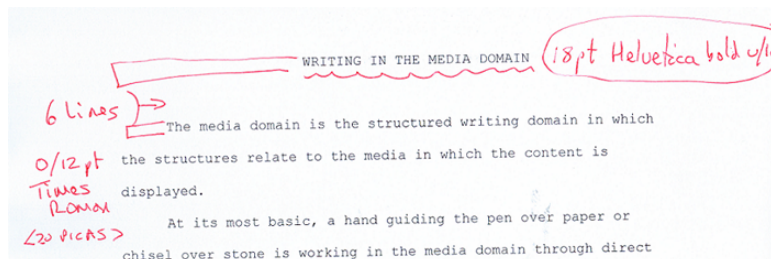 WRITING IN THE MEDIA DOMAIN
18pt Helvetica bold u/l
6 Lines
The media domain is the structured writing domain in which
0/12 pt
the structures relate to the media in which the content is
Times
displayed.
Roman
<20 PICAS>
At its most basic, a hand guiding the pen over paper or
chisel over stone is working in the media domain through direct